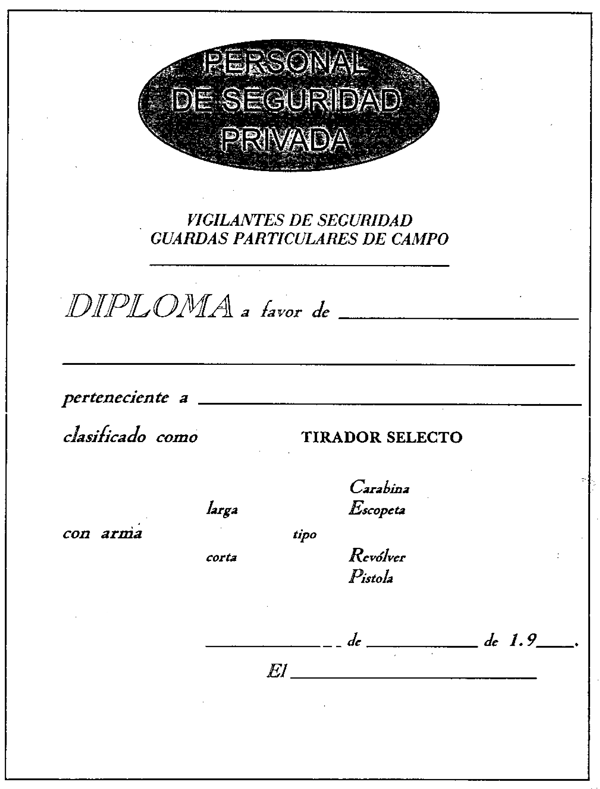 PERSONAL
DE SEGURIDAD
PRIVADA
VIGILANTES DE SEGURIDAD
GUARDAS PARTICULARES DE CAMPO
DIPLOMA a favor de
perteneciente a
clasificado como TIRADOR SELECTO
Carabina
larga Escopeta
con arma tipo
corta Revólver
Pistola
de de 1.9 .
El